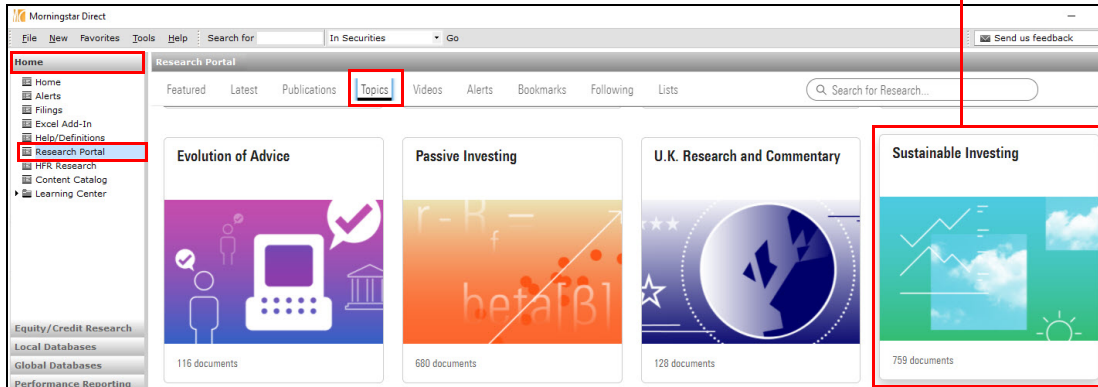 Morningstar Direct
File New Favorites Tools Help Search for In Securities Go Send us feedback
Home
Home
Alerts
Filings
Excel Add-In
Help/Definitions
Research Portal
HFR Research
Content Catalog
Learning Center
Equity/Credit Research
Local Databases
Global Databases
Performance Reporting
Research Portal
Featured Latest Publications Topics Videos Alerts Bookmarks Following Lists Search for Research...
Evolution of Advice
116 documents
Passive Investing
r - R f =
beta[β]
680 documents
U.K. Research and Commentary
128 documents
Sustainable Investing
759 documents